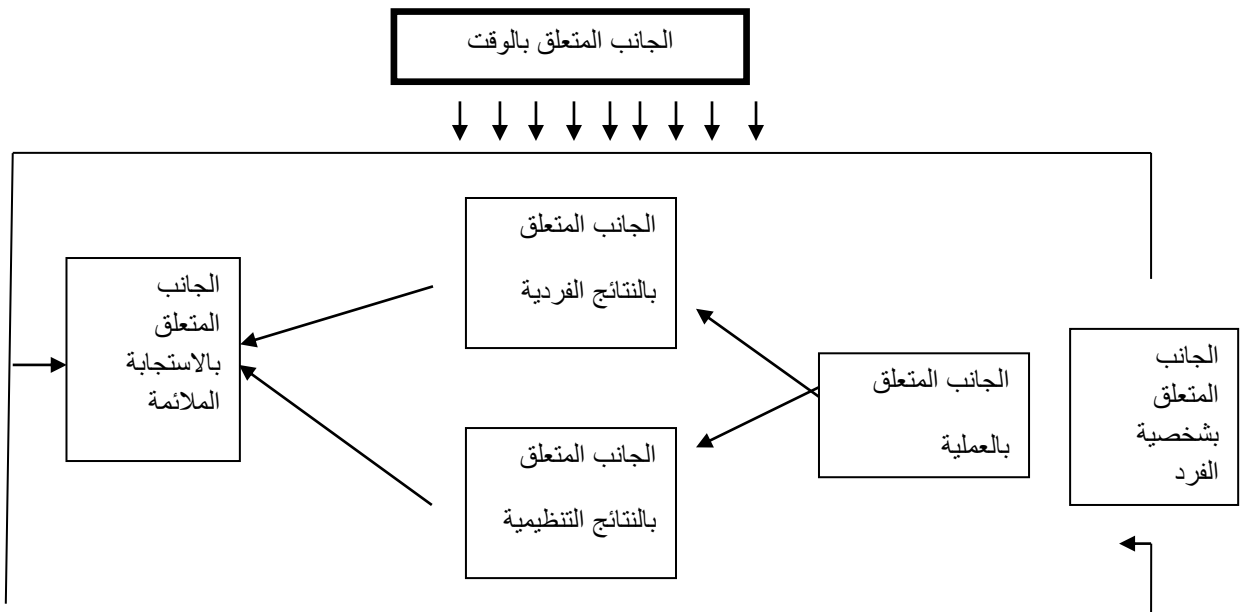 الجانب المتعلق بالوقت
الجانب
المتعلق
بشخصية
الفرد
الجانب المتعلق
بالعملية
الجانب المتعلق
بالنتائج الفردية
الجانب المتعلق
بالنتائج التنظيمية
الجانب
المتعلق
بالاستجابة
الملائمة